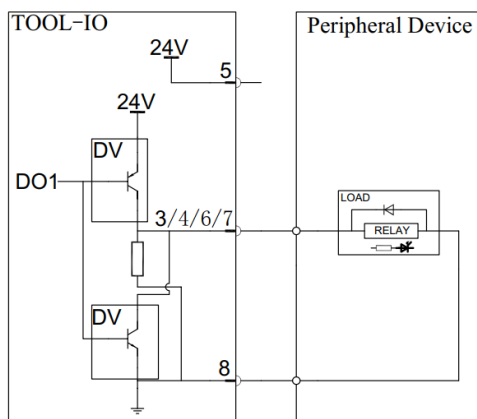 TOOL-IO
Peripheral Device
24V
5
24V
DV
DO1
3/4/6/7
LOAD
RELAY
DV
8